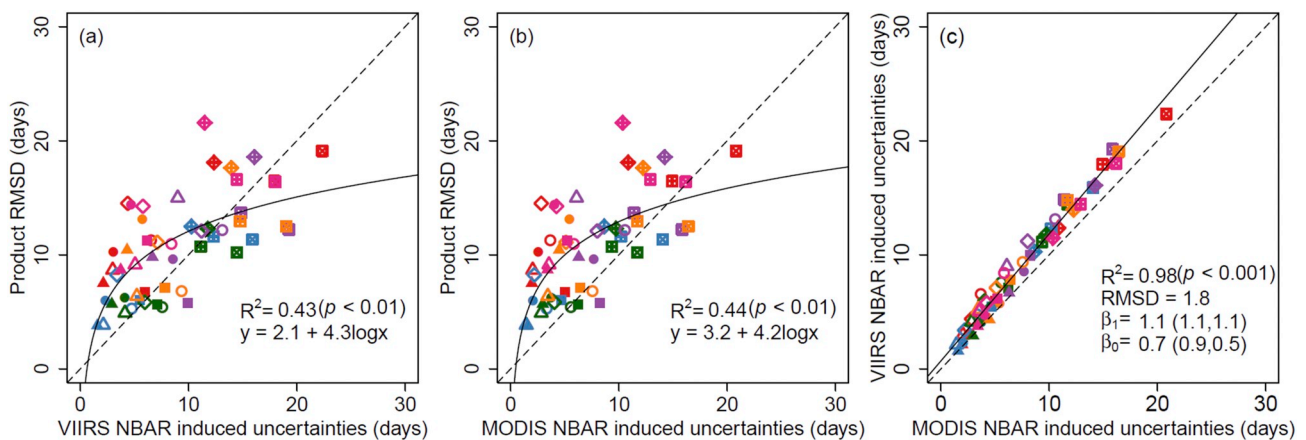 (a)
Product RMSD (days)
30
20
10
0
R²= 0.43(p < 0.01)
y = 2.1 + 4.3logx
0 10 20 30
VIIRS NBAR induced uncertainties (days)
(b)
Product RMSD (days)
30
20
10
0
R²= 0.44(p < 0.01)
y = 3.2 + 4.2logx
0 10 20 30
MODIS NBAR induced uncertainties (days)
(c)
VIIRS NBAR induced uncertainties (days)
30
20
10
0
R²= 0.98(p < 0.001)
RMSD = 1.8
β₁= 1.1 (1.1,1.1)
β₀= 0.7 (0.9,0.5)
0 10 20 30
MODIS NBAR induced uncertainties (days)